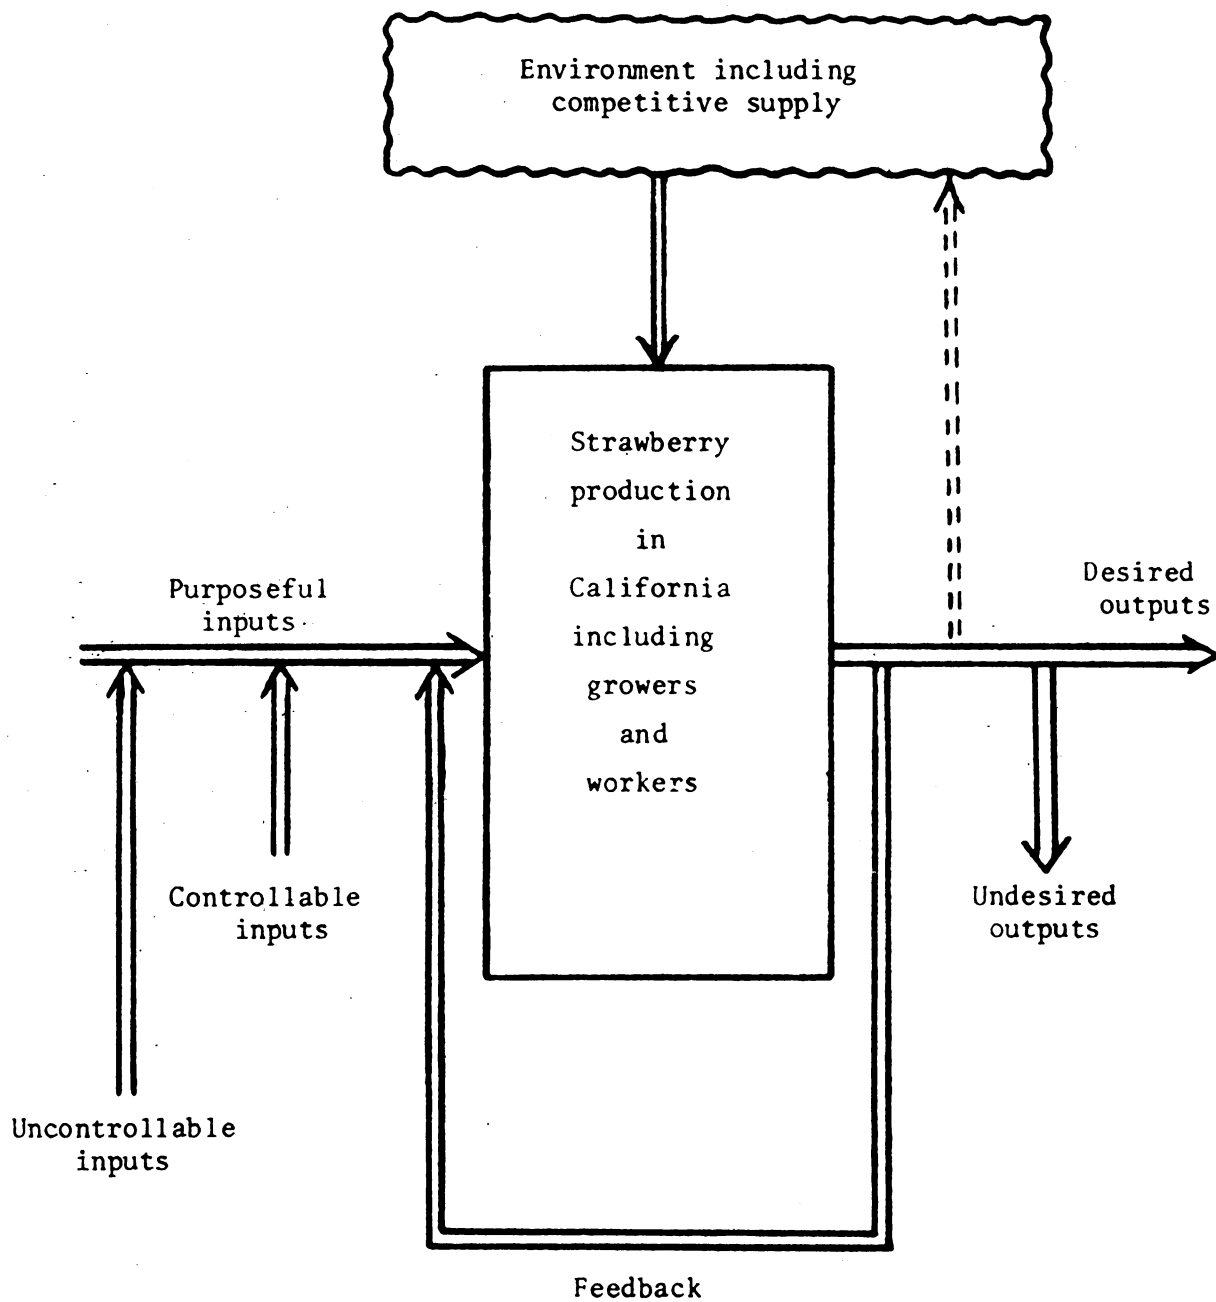 Environment including
competitive supply
Strawberry
production
in
California
including
growers
and
workers
Purposeful
inputs
Desired
outputs
Controllable
inputs
Undesired
outputs
Uncontrollable
inputs
Feedback